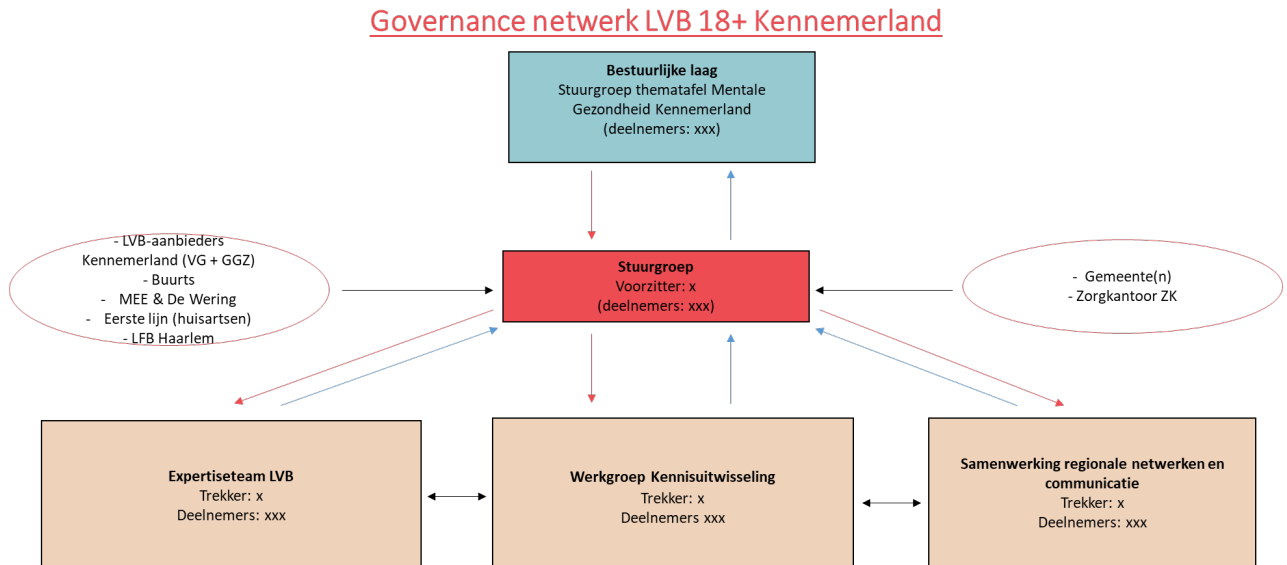 Governance netwerk LVB 18+ Kennemerland
Bestuurlijke laag
Stuurgroep thematafel Mentale
Gezondheid Kennemerland
(deelnemers: xxx)
- LVB-aanbieders
Kennemerland (VG + GGZ)
- Buurts
- MEE & De Wering
- Eerste lijn (huisartsen)
- LFB Haarlem
Stuurgroep
Voorzitter: x
(deelnemers: xxx)
- Gemeente(n)
- Zorgkantoor ZK
Expertiseteam LVB
Trekker: x
Deelnemers: xxx
Werkgroep Kennisuitwisseling
Trekker: x
Deelnemers xxx
Samenwerking regionale netwerken en
communicatie
Trekker: x
Deelnemers: xxx